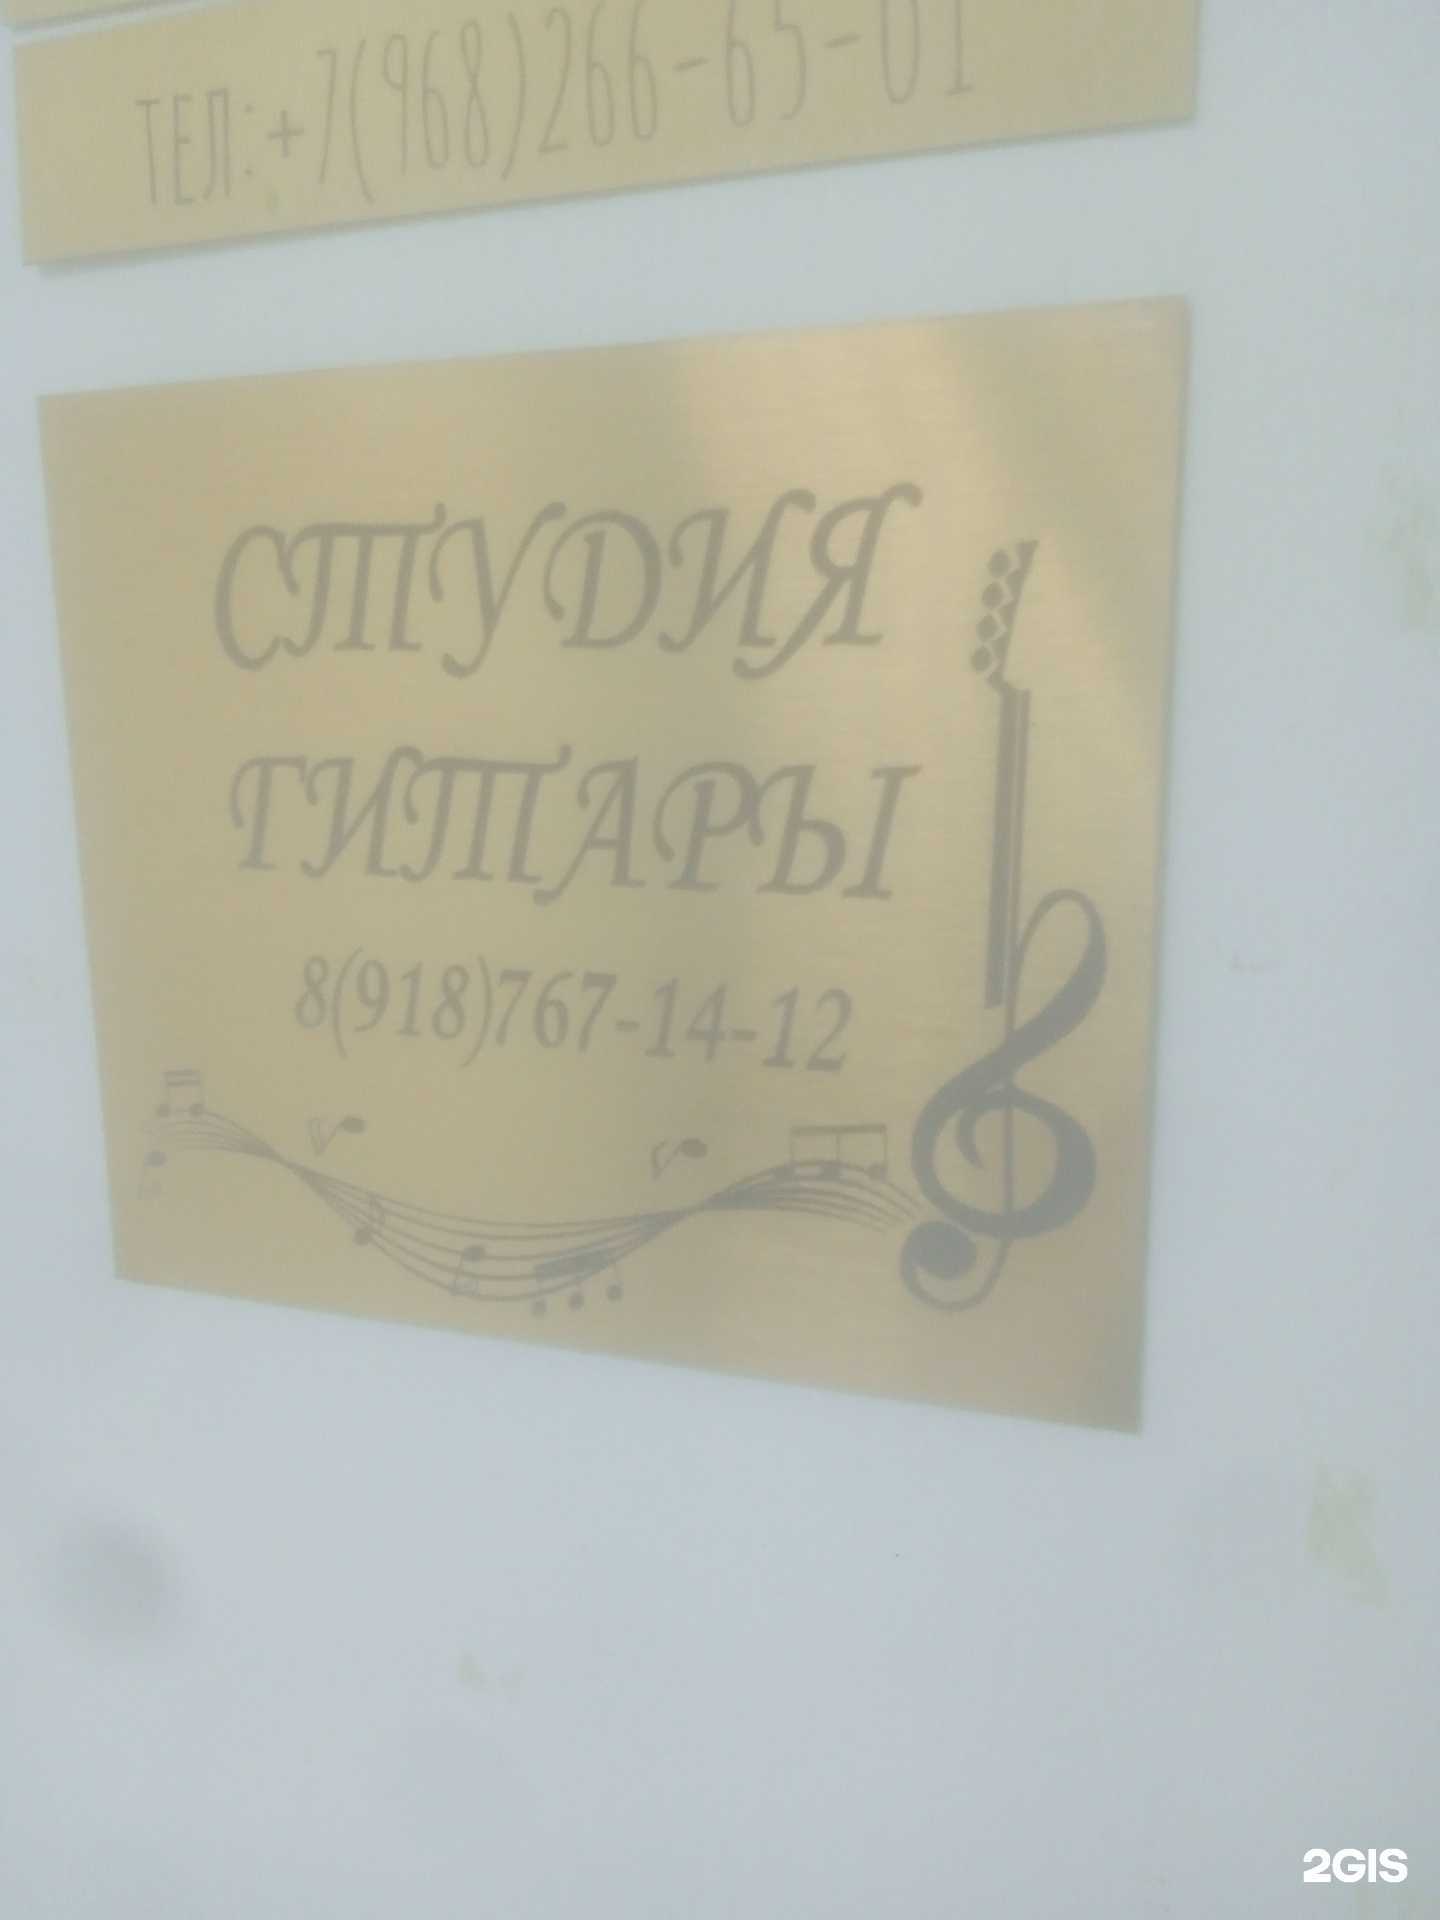 ТЕЛ:+7(968)266-65-01
СТУДИЯ
ГИТАРЫ
8(918)767-14-12
2GIS